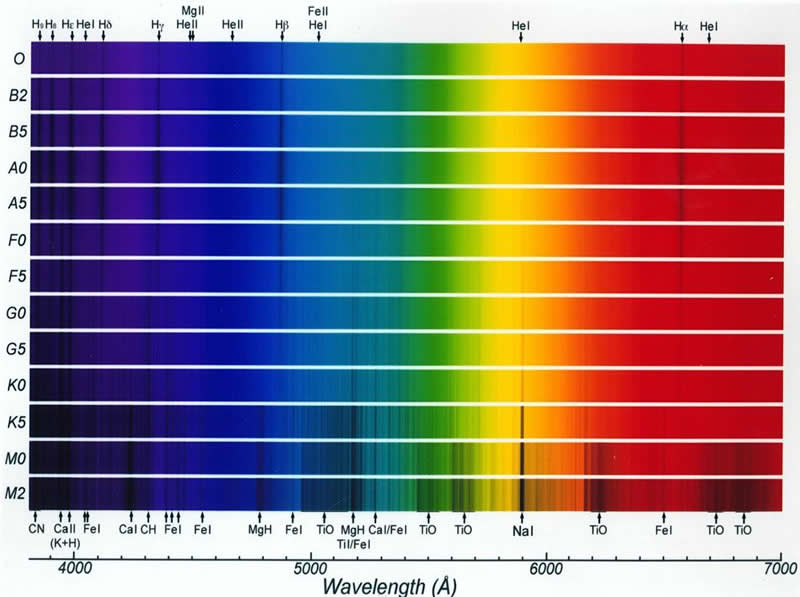 MgII FeII
H9 H8 Hε HeI Hδ Hγ HeII HeII Hβ HeI HeI Hα HeI
O
B2
B5
A0
A5
F0
F5
G0
G5
K0
K5
M0
M2
CN CaII FeI CaI CH FeI FeI MgH FeI TiO MgH CaI/FeI TiO TiO NaI TiO FeI TiO TiO
(K+H) TiI/FeI
4000 5000 6000 7000
Wavelength (Å)